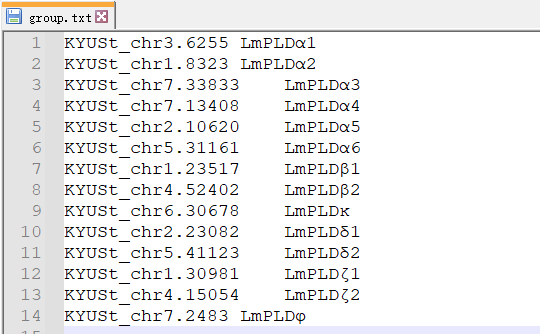 group.txt
1 KYUSt_chr3.6255 LmPLDα1
2 KYUSt_chr1.8323 LmPLDα2
3 KYUSt_chr7.33833 LmPLDα3
4 KYUSt_chr7.13408 LmPLDα4
5 KYUSt_chr2.10620 LmPLDα5
6 KYUSt_chr5.31161 LmPLDα6
7 KYUSt_chr1.23517 LmPLDβ1
8 KYUSt_chr4.52402 LmPLDβ2
9 KYUSt_chr6.30678 LmPLDκ
10 KYUSt_chr2.23082 LmPLDδ1
11 KYUSt_chr5.41123 LmPLDδ2
12 KYUSt_chr1.30981 LmPLDζ1
13 KYUSt_chr4.15054 LmPLDζ2
14 KYUSt_chr7.2483 LmPLDφ